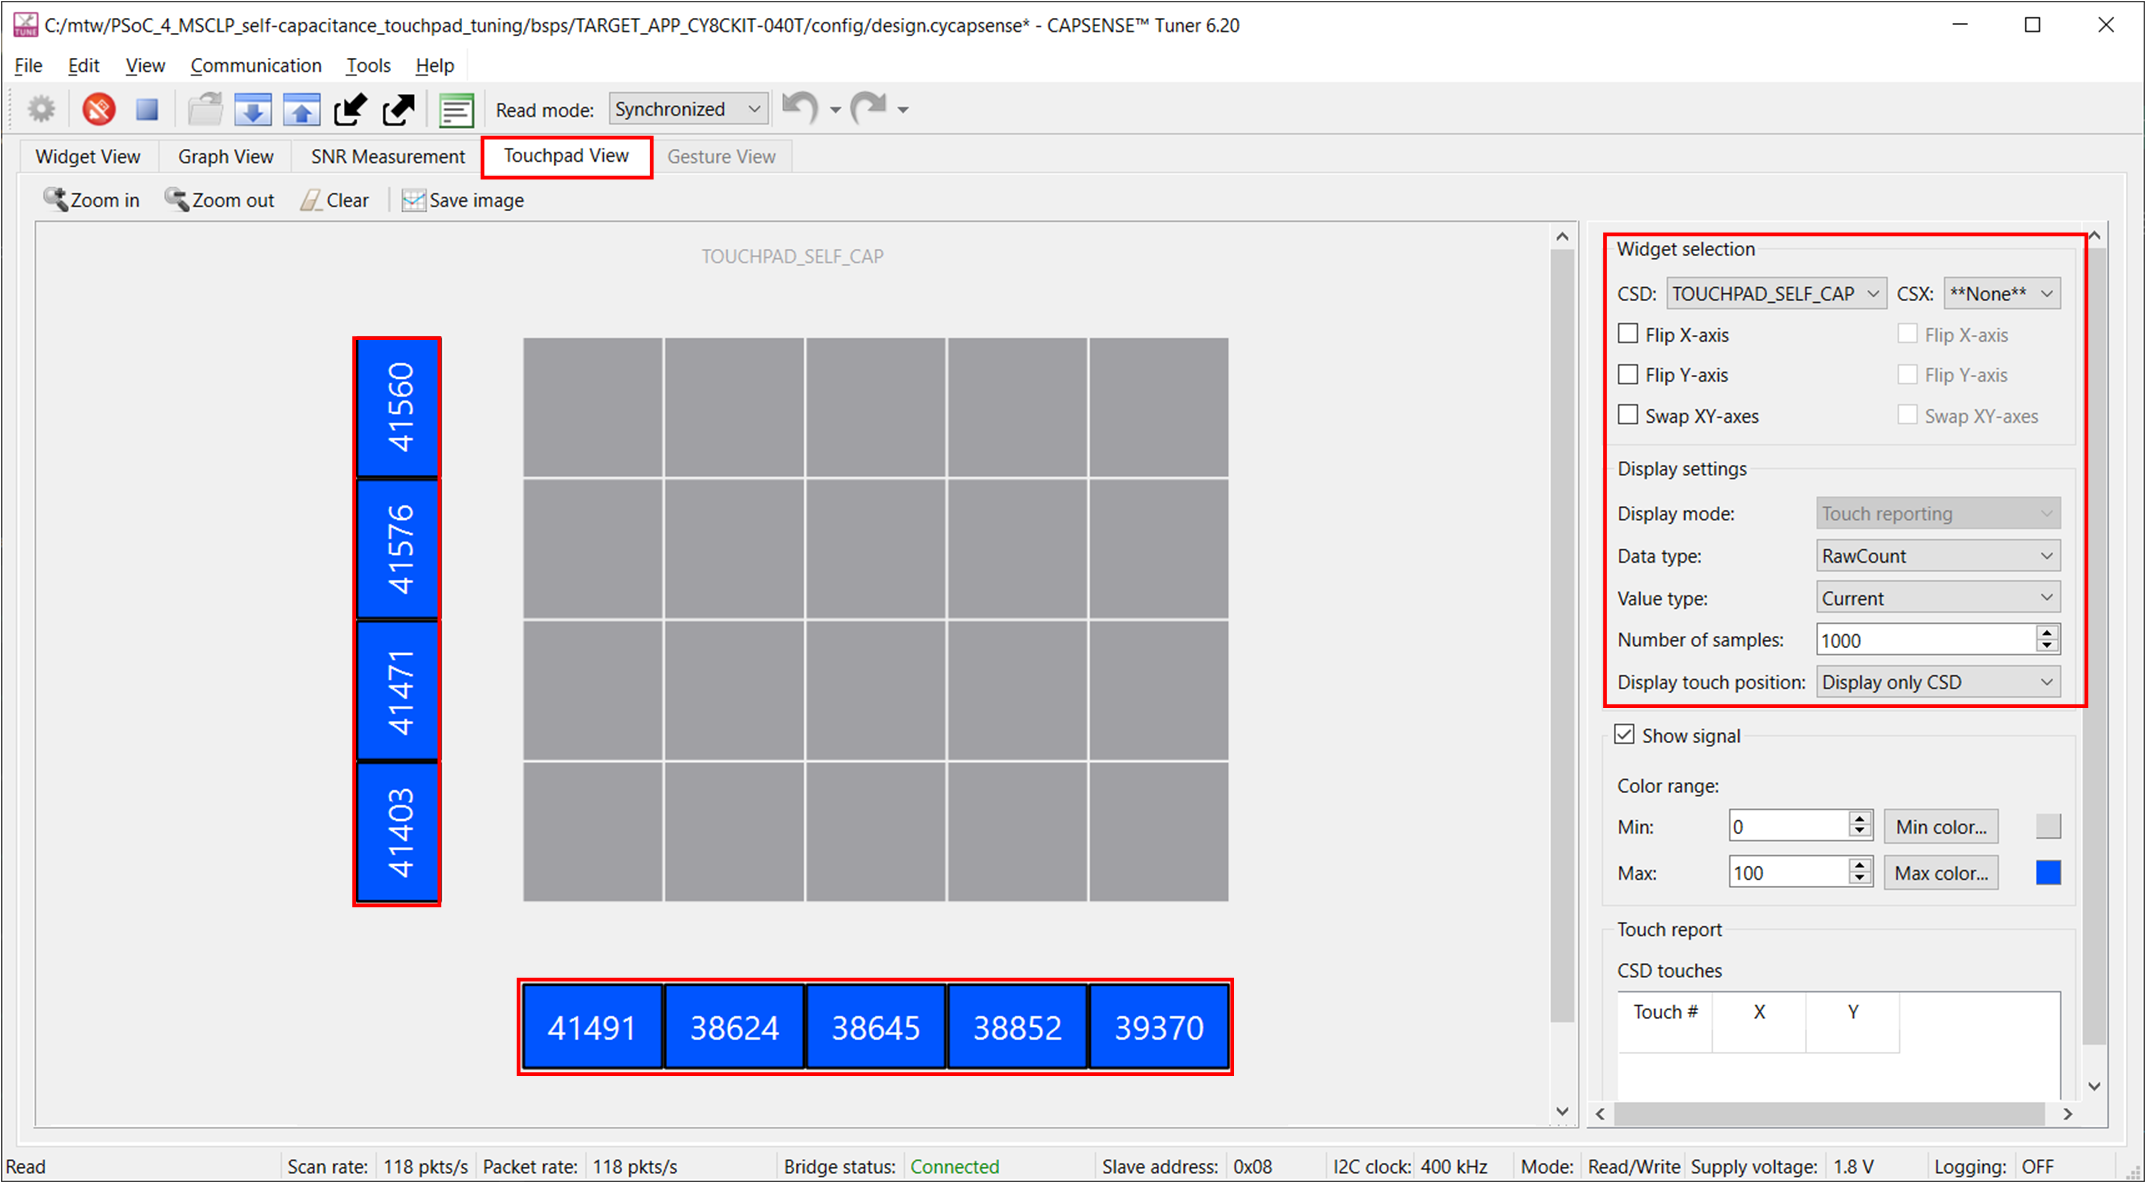 C:/mtw/PSoC_4_MSCLP_self-capacitance_touchpad_tuning/bsps/TARGET_APP_CY8CKIT-040T/config/design.cycapsense* - CAPSENSE™ Tuner 6.20
File Edit View Communication Tools Help
Read mode: Synchronized
Widget View Graph View SNR Measurement Touchpad View Gesture View
Zoom in Zoom out Clear Save image
TOUCHPAD_SELF_CAP
41560
41576
41471
41403
41491 38624 38645 38852 39370
Widget selection
CSD: TOUCHPAD_SELF_CAP CSX: **None**
Flip X-axis Flip X-axis
Flip Y-axis Flip Y-axis
Swap XY-axes Swap XY-axes
Display settings
Display mode: Touch reporting
Data type: RawCount
Value type: Current
Number of samples: 1000
Display touch position: Display only CSD
Show signal
Color range:
Min: 0 Min color...
Max: 100 Max color...
Touch report
CSD touches
Touch # X Y
Read Scan rate: 118 pkts/s Packet rate: 118 pkts/s Bridge status: Connected Slave address: 0x08 I2C clock: 400 kHz Mode: Read/Write Supply voltage: 1.8 V Logging: OFF